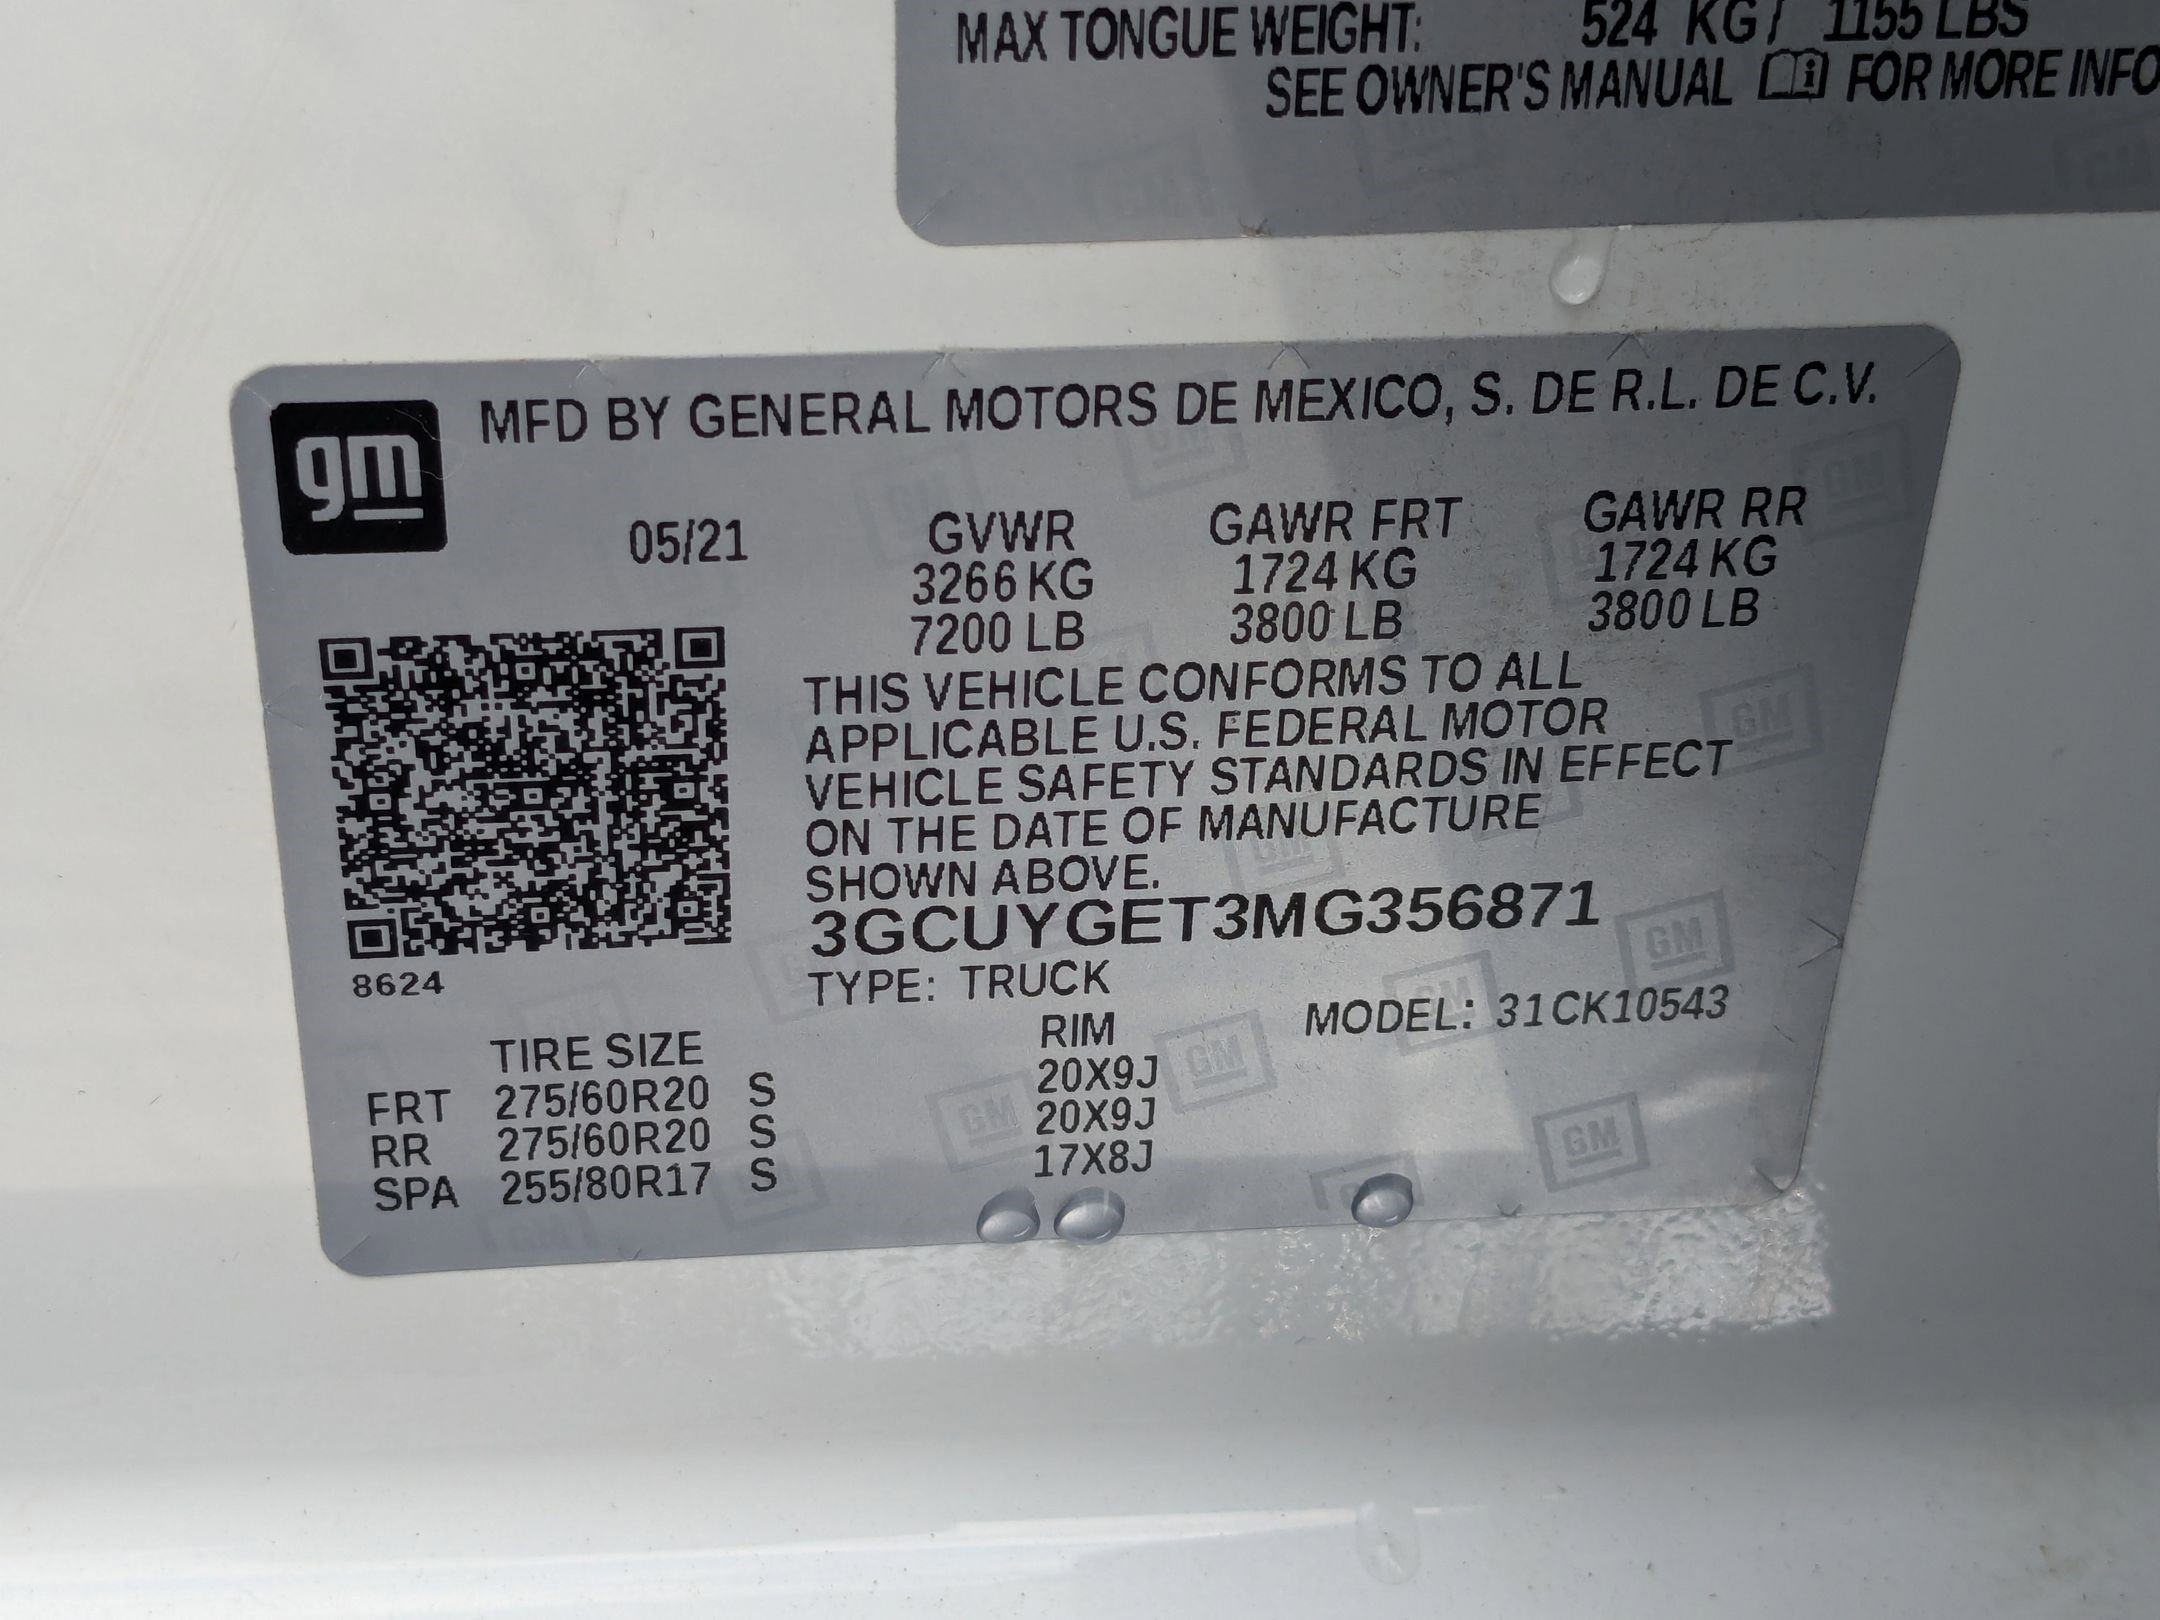 MAX TONGUE WEIGHT: 524 KG / 1155 LBS
SEE OWNER'S MANUAL FOR MORE INFO
gm
MFD BY GENERAL MOTORS DE MEXICO, S. DE R.L. DE C.V.
05/21 GVWR GAWR FRT GAWR RR
3266 KG 1724 KG 1724 KG
7200 LB 3800 LB 3800 LB
THIS VEHICLE CONFORMS TO ALL
APPLICABLE U.S. FEDERAL MOTOR
VEHICLE SAFETY STANDARDS IN EFFECT
ON THE DATE OF MANUFACTURE
SHOWN ABOVE.
3GCUYGET3MG356871
8624
TYPE: TRUCK
MODEL: 31CK10543
TIRE SIZE RIM
FRT 275/60R20 S 20X9J
RR 275/60R20 S 20X9J
SPA 255/80R17 S 17X8J